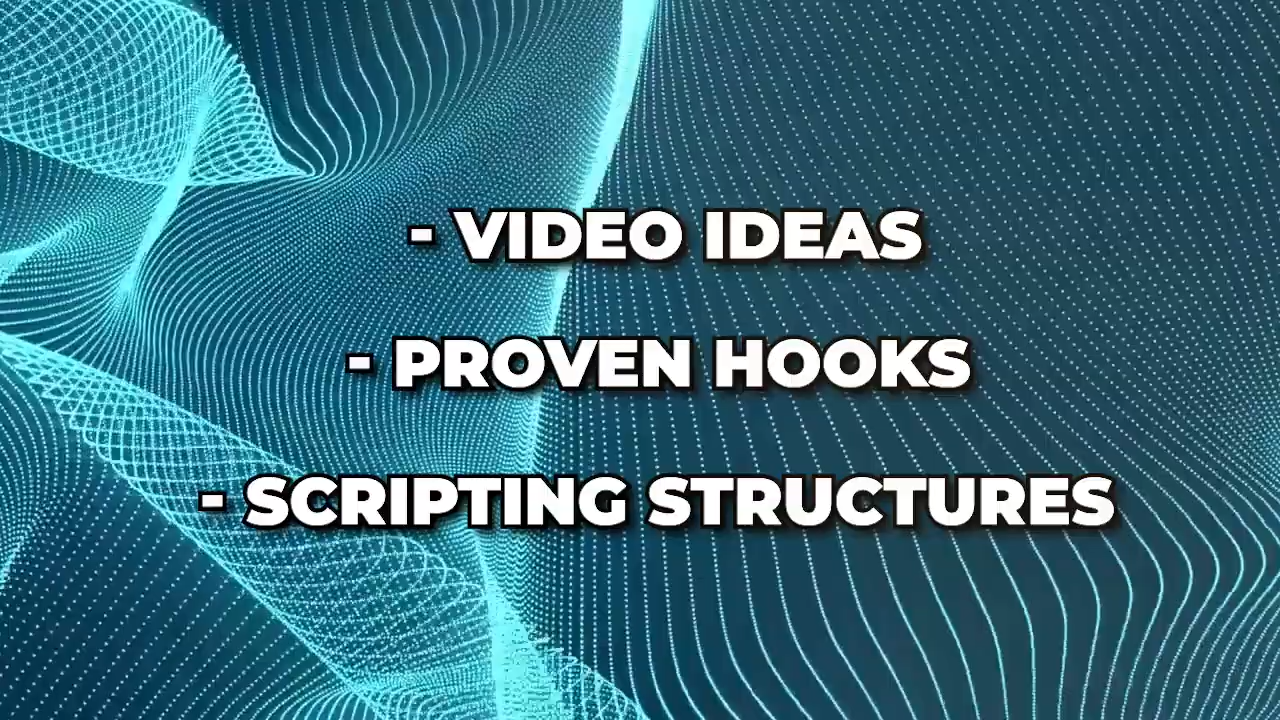 - VIDEO IDEAS
- PROVEN HOOKS
- SCRIPTING STRUCTURES